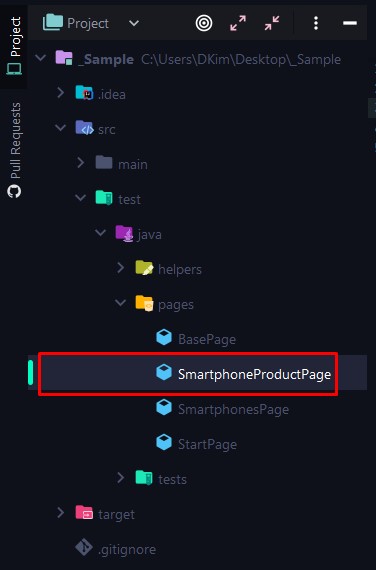 Project
Pull Requests
Project
_Sample C:\Users\DKim\Desktop\_Sample
.idea
src
main
test
java
helpers
pages
BasePage
SmartphoneProductPage
SmartphonesPage
StartPage
tests
target
.gitignore